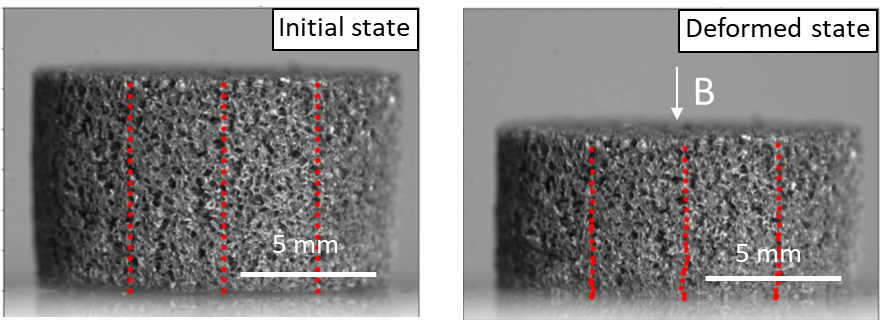 Initial state
5 mm
Deformed state
B
5 mm